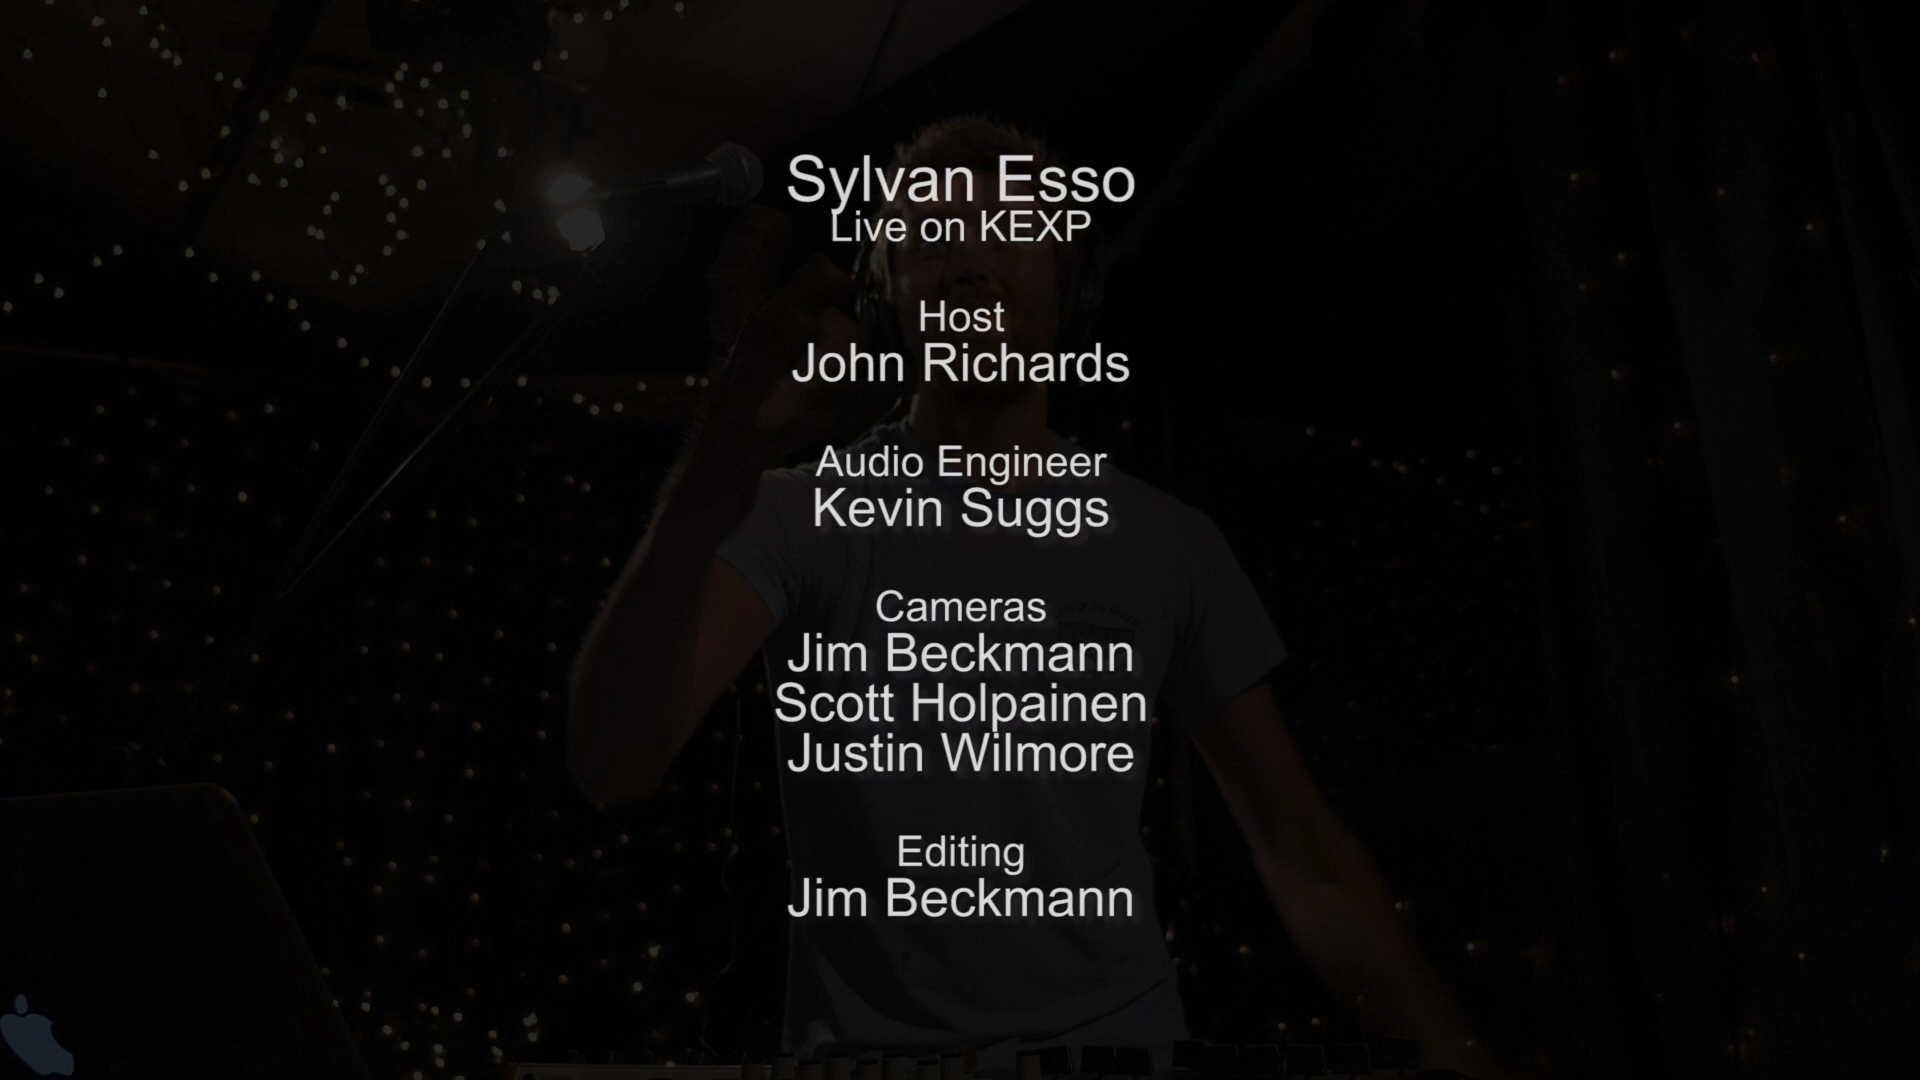 Sylvan Esso
Live on KEXP
Host
John Richards
Audio Engineer
Kevin Suggs
Cameras
Jim Beckmann
Scott Holpainen
Justin Wilmore
Editing
Jim Beckmann